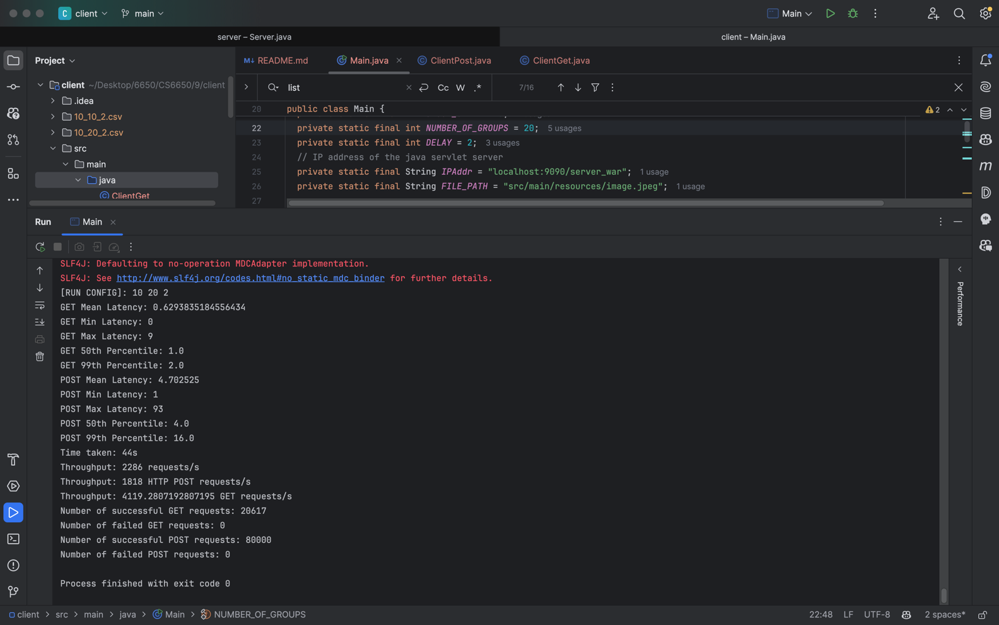 C client main Main
server – Server.java client – Main.java
Project
README.md Main.java ClientPost.java ClientGet.java
client ~/Desktop/6650/CS6650/9/client
.idea
10_10_2.csv
10_20_2.csv
src
main
java
ClientGet
list Cc W .* 7/16
20 public class Main { 2
22 private static final int NUMBER_OF_GROUPS = 20; 5 usages
23 private static final int DELAY = 2; 3 usages
24 // IP address of the java servlet server
25 private static final String IPAddr = "localhost:9090/server_war"; 1 usage
26 private static final String FILE_PATH = "src/main/resources/image.jpeg"; 1 usage
27
Run Main
SLF4J: Defaulting to no-operation MDCAdapter implementation.
SLF4J: See http://www.slf4j.org/codes.html#no_static_mdc_binder for further details.
[RUN CONFIG]: 10 20 2
GET Mean Latency: 0.6293835184556434
GET Min Latency: 0
GET Max Latency: 9
GET 50th Percentile: 1.0
GET 99th Percentile: 2.0
POST Mean Latency: 4.702525
POST Min Latency: 1
POST Max Latency: 93
POST 50th Percentile: 4.0
POST 99th Percentile: 16.0
Time taken: 44s
Throughput: 2286 requests/s
Throughput: 1818 HTTP POST requests/s
Throughput: 4119.2807192807195 GET requests/s
Number of successful GET requests: 20617
Number of failed GET requests: 0
Number of successful POST requests: 80000
Number of failed POST requests: 0
Process finished with exit code 0
Performance
client > src > main > java > Main > NUMBER_OF_GROUPS 22:48 LF UTF-8 2 spaces*